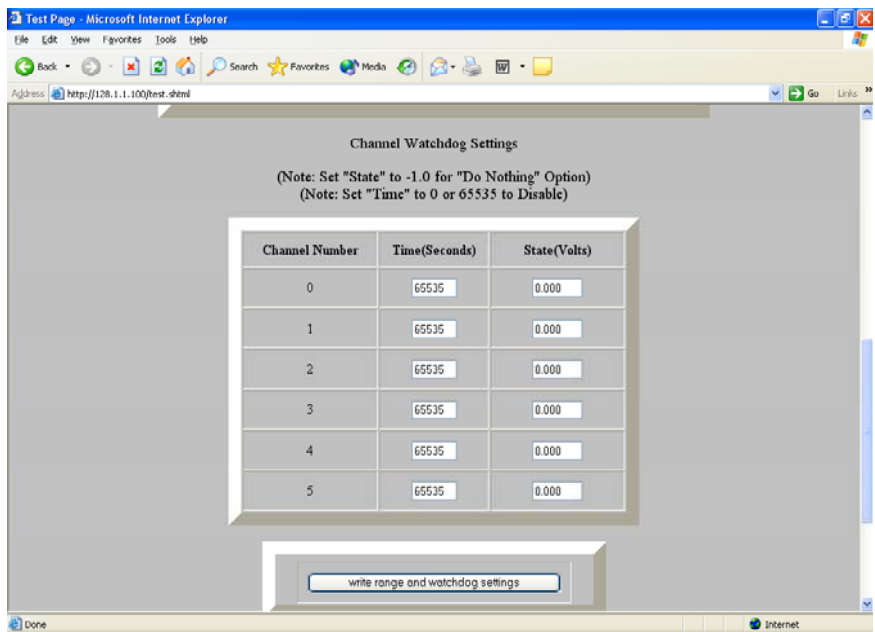 Test Page - Microsoft Internet Explorer
File Edit View Favorites Tools Help
Back Search Favorites Media
Address http://128.1.1.100/test.shtml Go Links »
Channel Watchdog Settings
(Note: Set "State" to -1.0 for "Do Nothing" Option)
(Note: Set "Time" to 0 or 65535 to Disable)
Channel Number Time(Seconds) State(Volts)
0 65535 0.000
1 65535 0.000
2 65535 0.000
3 65535 0.000
4 65535 0.000
5 65535 0.000
write range and watchdog settings
Done Internet